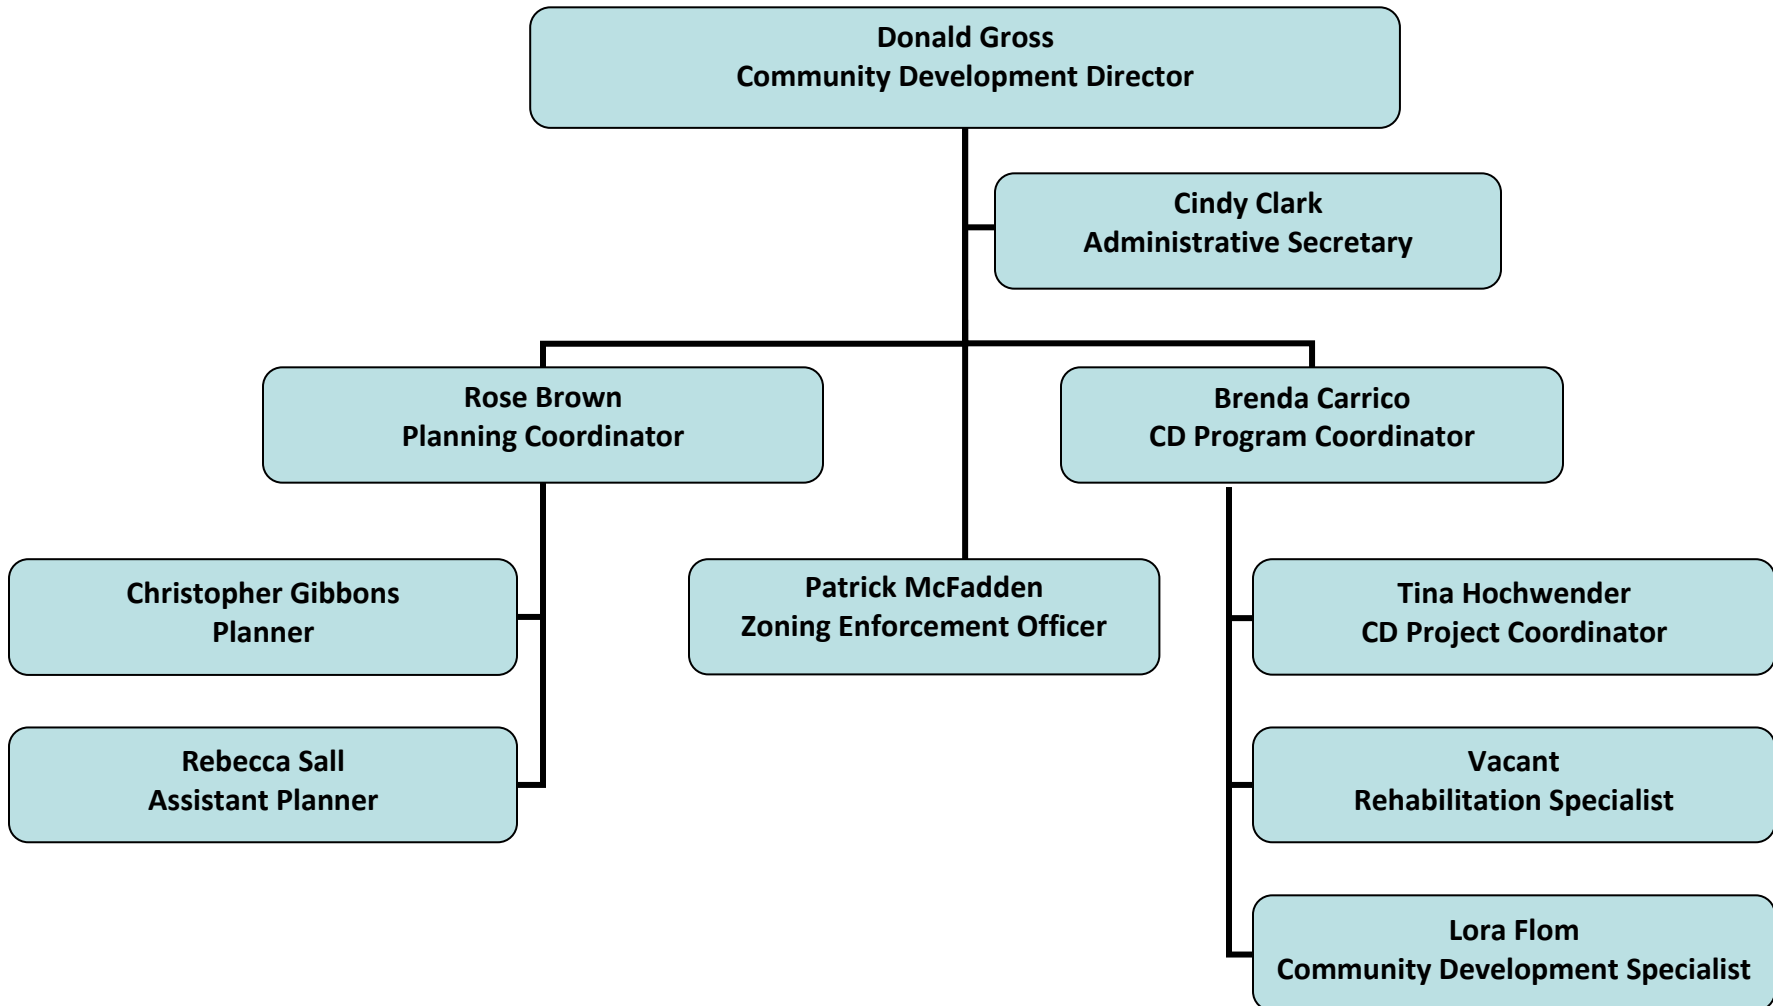 Donald Gross
Community Development Director
Cindy Clark
Administrative Secretary
Rose Brown
Planning Coordinator
Brenda Carrico
CD Program Coordinator
Christopher Gibbons
Planner
Patrick McFadden
Zoning Enforcement Officer
Tina Hochwender
CD Project Coordinator
Rebecca Sall
Assistant Planner
Vacant
Rehabilitation Specialist
Lora Flom
Community Development Specialist